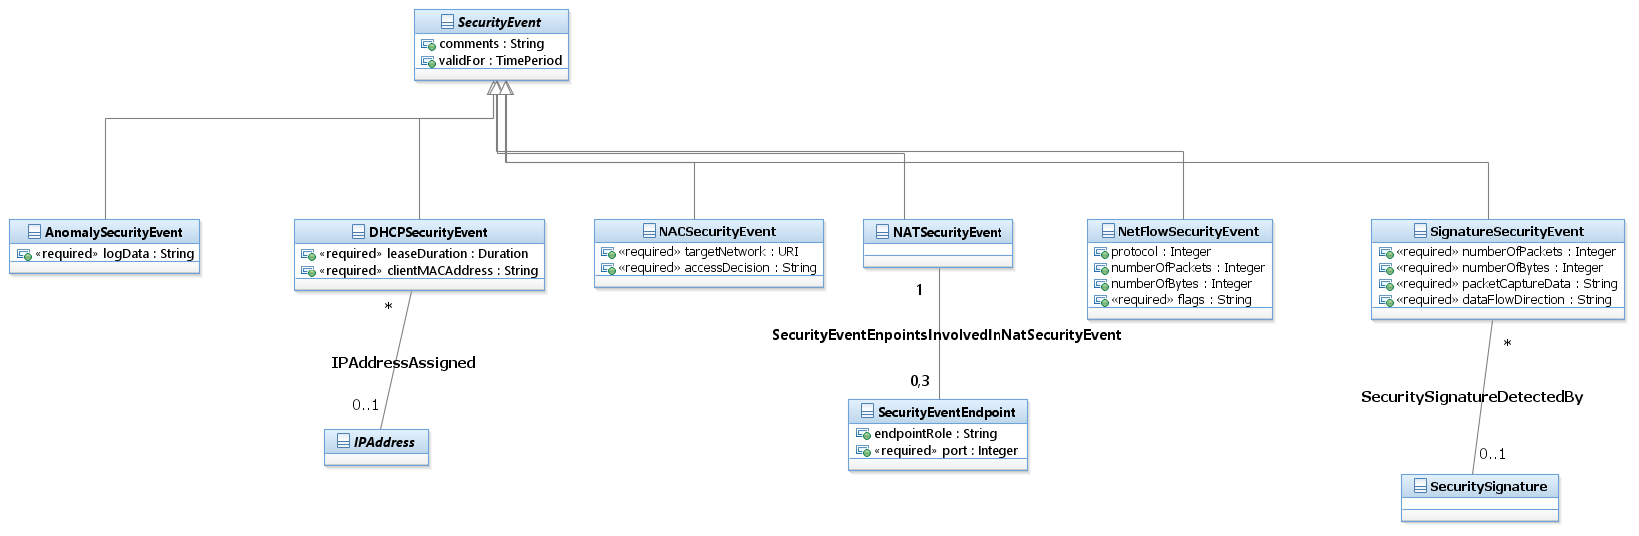 SecurityEvent
comments : String
validFor : TimePeriod
AnomalySecurityEvent
«required» logData : String
DHCPSecurityEvent
«required» leaseDuration : Duration
«required» clientMACAddress : String
NACSecurityEvent
«required» targetNetwork : URI
«required» accessDecision : String
NATSecurityEvent
NetFlowSecurityEvent
protocol : Integer
numberOfPackets : Integer
numberOfBytes : Integer
«required» flags : String
SignatureSecurityEvent
«required» numberOfPackets : Integer
«required» numberOfBytes : Integer
«required» packetCaptureData : String
«required» dataFlowDirection : String
*
IPAddressAssigned
0..1
IPAddress
1
SecurityEventEnpointsInvolvedInNatSecurityEvent
0,3
SecurityEventEndpoint
endpointRole : String
«required» port : Integer
*
SecuritySignatureDetectedBy
0..1
SecuritySignature